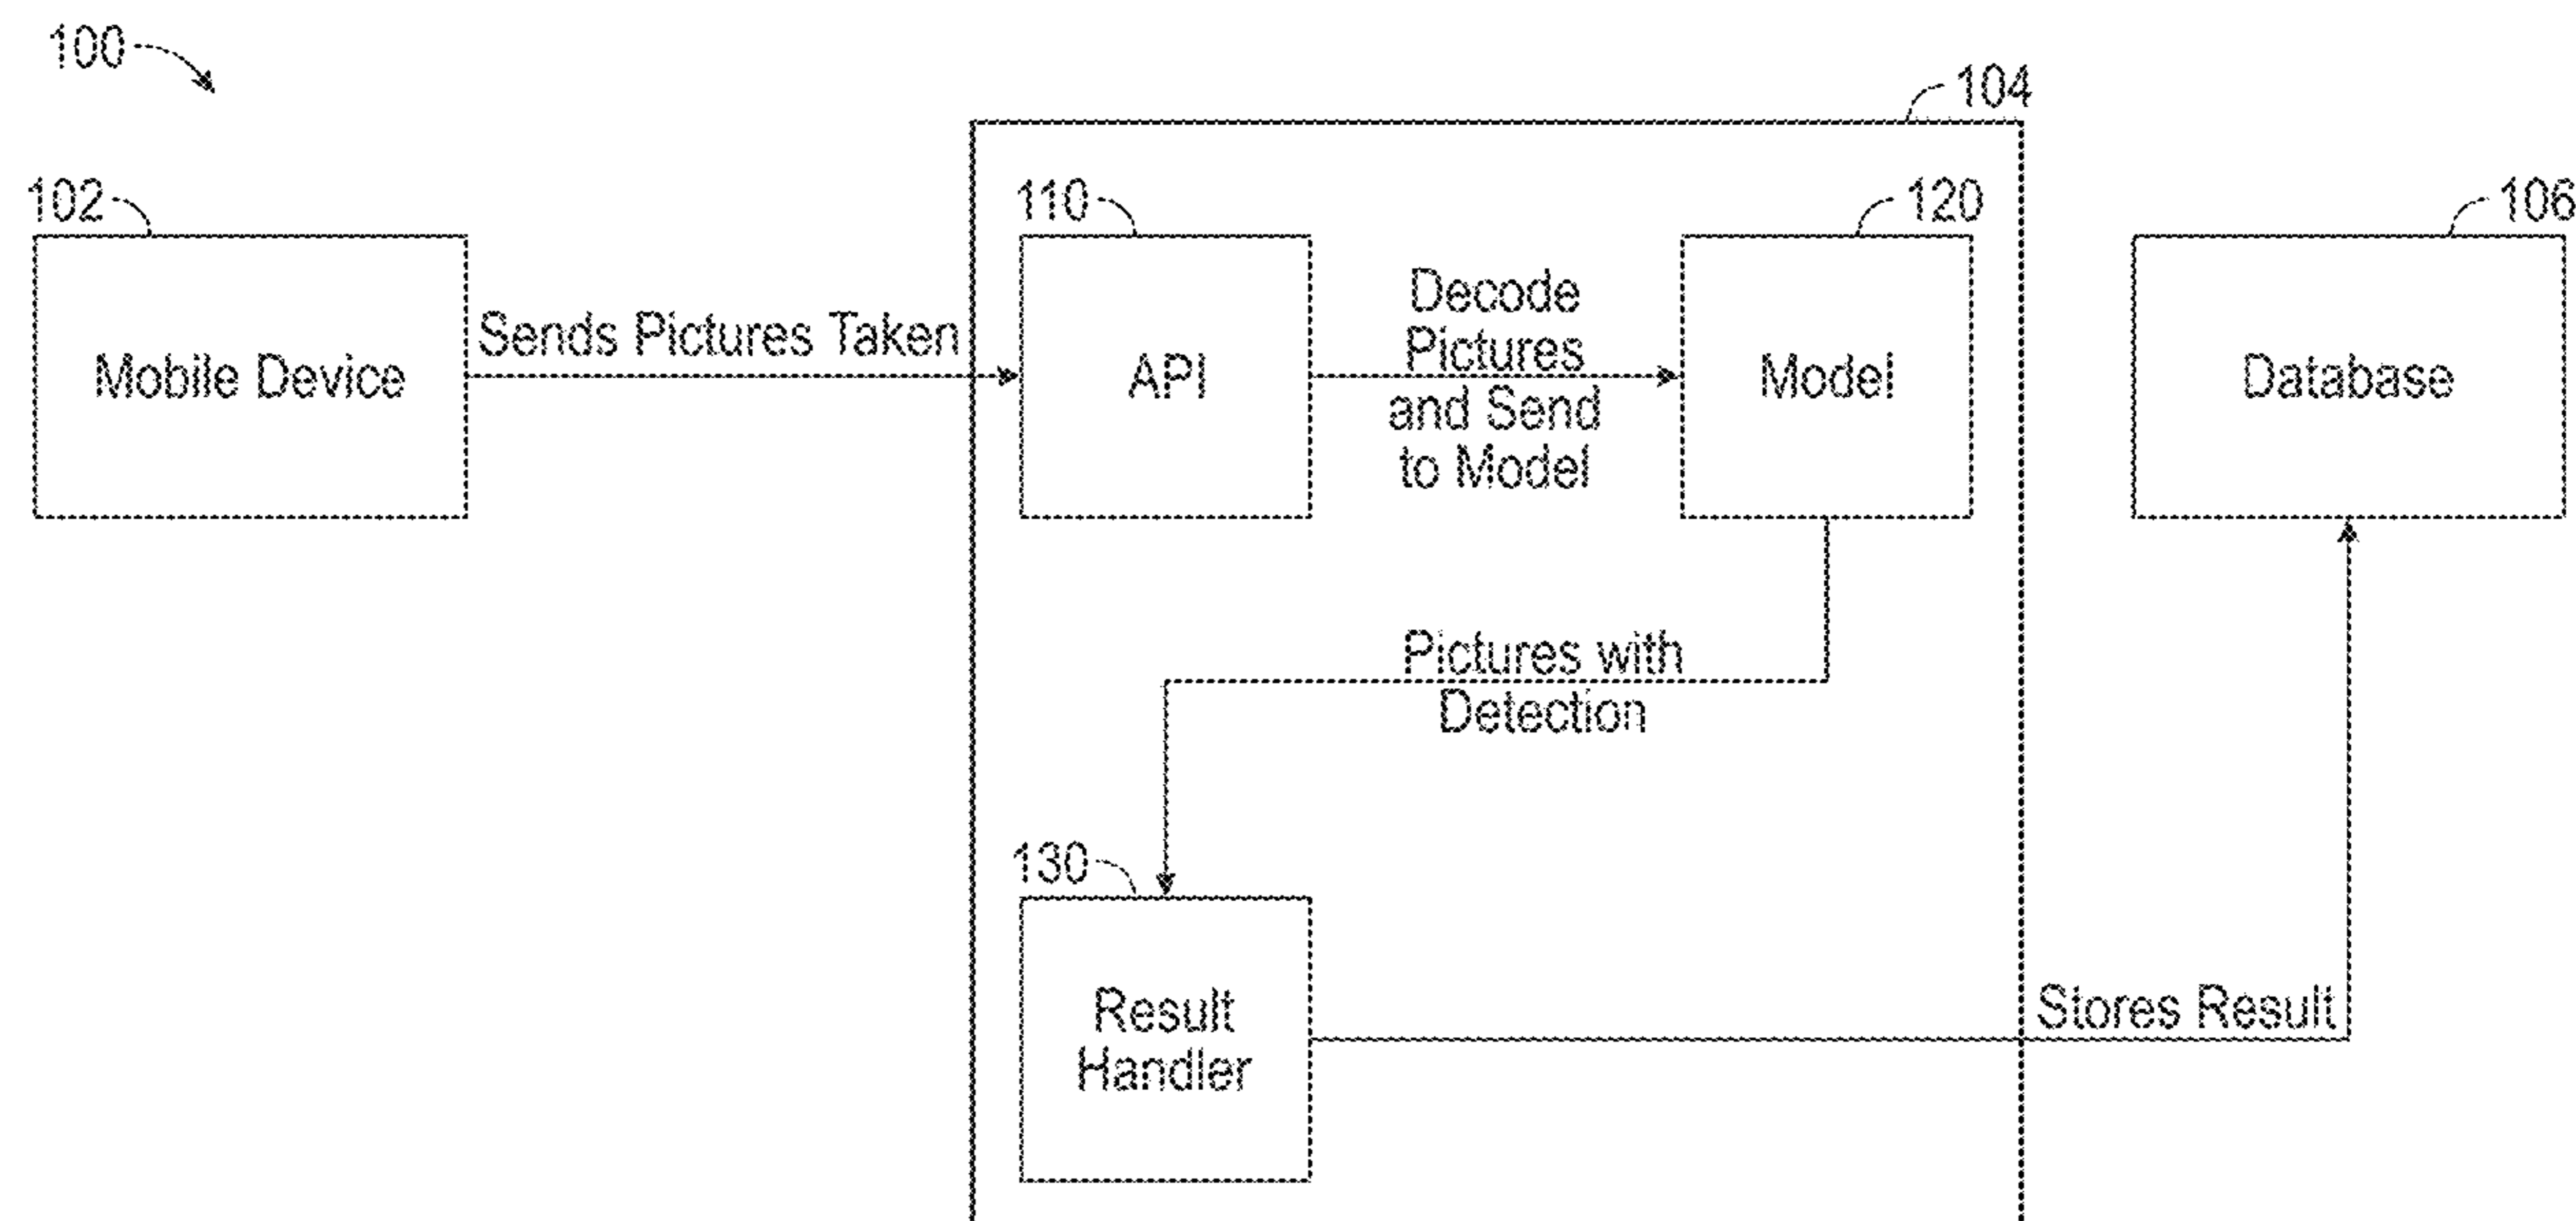 100
104
102
110
120
106
Mobile Device
Sends Pictures Taken
API
Decode
Pictures
and Send
to Model
Model
Database
Pictures with
Detection
130
Result
Handler
Stores Result